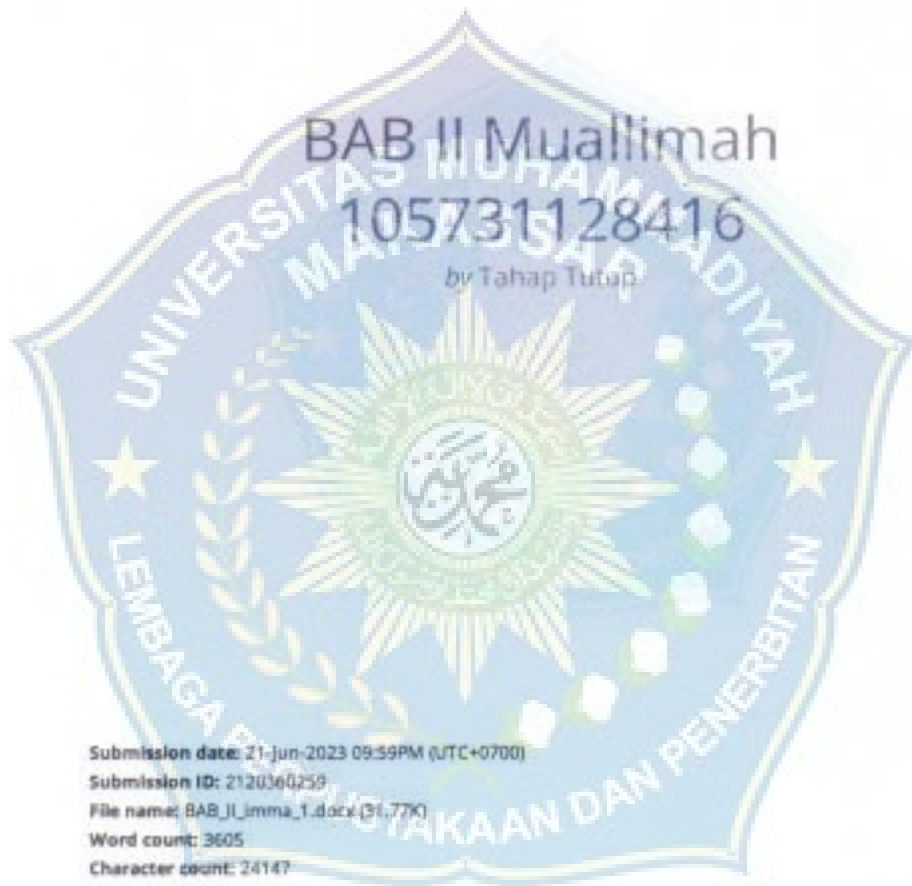 BAB II Muallimah
105731128416
by Tahap Tutup
UNIVERSITAS MUHAMMADIYAH
MAKASSAR
LEMBAGA PERPUSTAKAAN DAN PENERBITAN
Submission date: 21-Jun-2023 09:59PM (UTC+0700)
Submission ID: 2120360259
File name: BAB_II_imma_1.docx (31.77K)
Word count: 3605
Character count: 24147